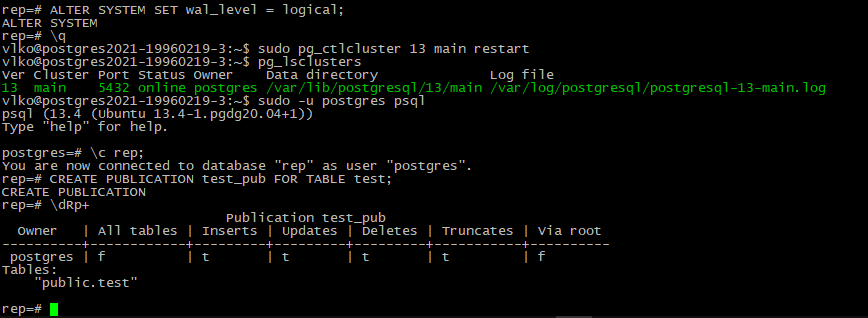 rep=# ALTER SYSTEM SET wal_level = logical;
ALTER SYSTEM
rep=# \q
vlko@postgres2021-19960219-3:~$ sudo pg_ctlcluster 13 main restart
vlko@postgres2021-19960219-3:~$ pg_lsclusters
Ver Cluster Port Status Owner    Data directory              Log file
13  main    5432 online postgres /var/lib/postgresql/13/main /var/log/postgresql/postgresql-13-main.log
vlko@postgres2021-19960219-3:~$ sudo -u postgres psql
psql (13.4 (Ubuntu 13.4-1.pgdg20.04+1))
Type "help" for help.
postgres=# \c rep;
You are now connected to database "rep" as user "postgres".
rep=# CREATE PUBLICATION test_pub FOR TABLE test;
CREATE PUBLICATION
rep=# \dRp+
                            Publication test_pub
  Owner   | All tables | Inserts | Updates | Deletes | Truncates | Via root
----------+------------+---------+---------+---------+-----------+----------
 postgres | f          | t       | t       | t       | t         | f
Tables:
    "public.test"
rep=#